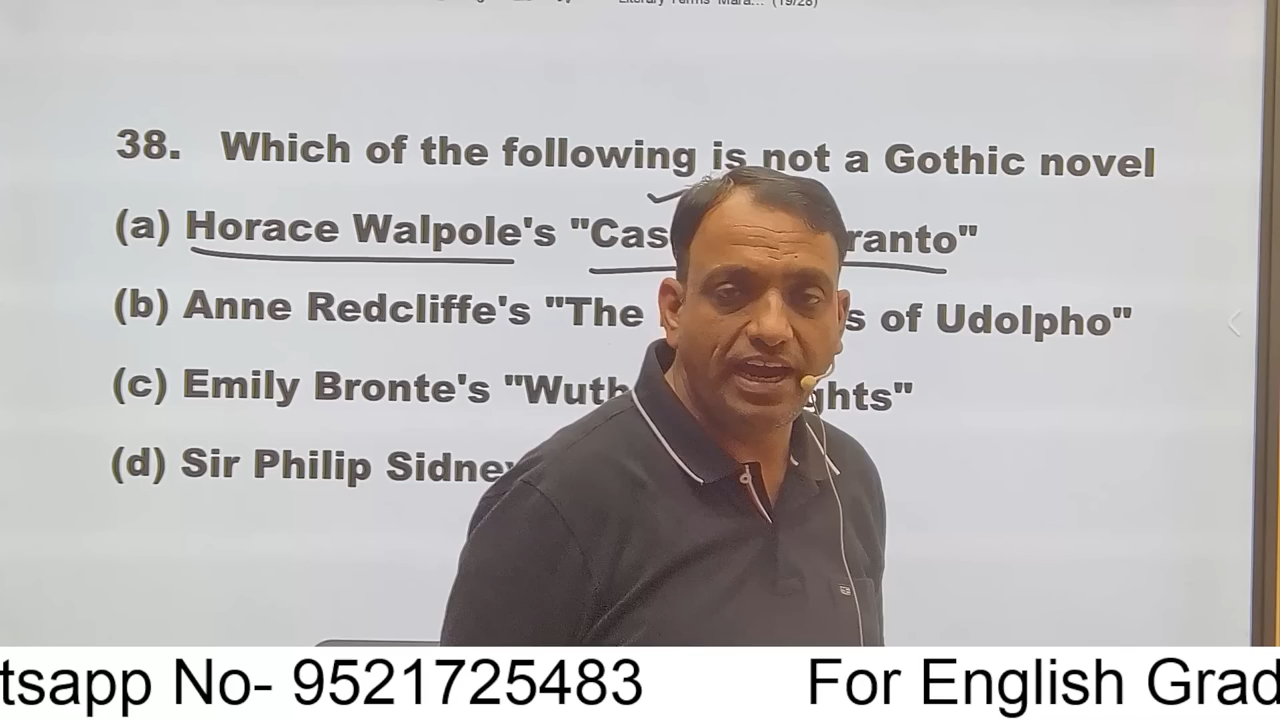 Literary Terms Mara... (19/28)
38. Which of the following is not a Gothic novel
(a) Horace Walpole's "Cas ranto"
(b) Anne Redcliffe's "The s of Udolpho"
(c) Emily Bronte's "Wuth ghts"
(d) Sir Philip Sidney
tsapp No- 9521725483 For English Grad